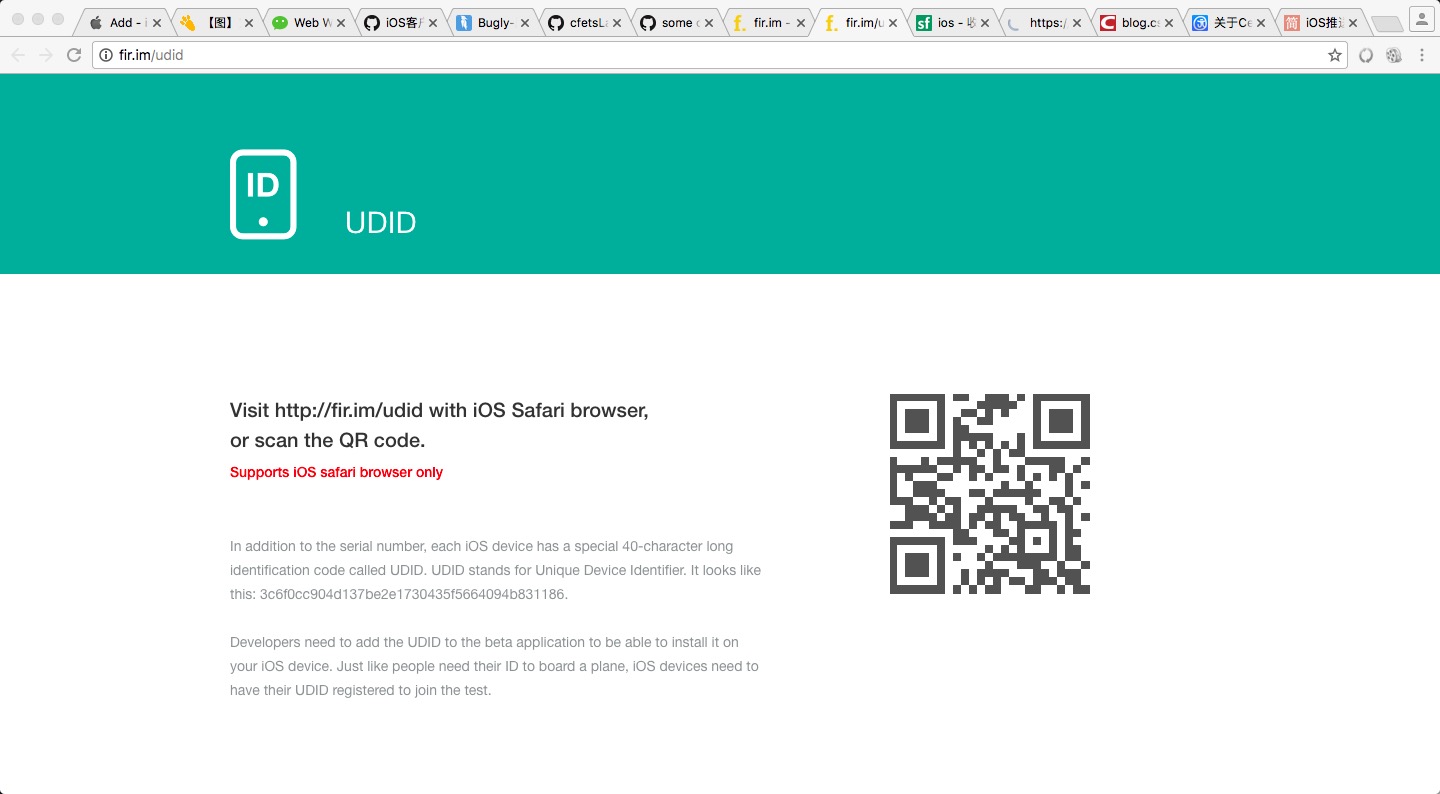 Add - i
【图】
Web W
iOS客户
Bugly-
cfetsLa
some c
fir.im -
fir.im/u
sf
ios -
https:/
blog.cs
关于Ce
简
iOS推送
fir.im/udid
ID
UDID
Visit http://fir.im/udid with iOS Safari browser,
or scan the QR code.
Supports iOS safari browser only
In addition to the serial number, each iOS device has a special 40-character long
identification code called UDID. UDID stands for Unique Device Identifier. It looks like
this: 3c6f0cc904d137be2e1730435f5664094b831186.
Developers need to add the UDID to the beta application to be able to install it on
your iOS device. Just like people need their ID to board a plane, iOS devices need to
have their UDID registered to join the test.